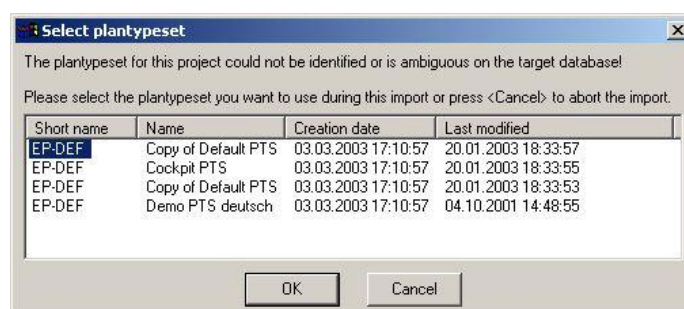 Select plantypeset
The plantypeset for this project could not be identified or is ambiguous on the target database!
Please select the plantypeset you want to use during this import or press <Cancel> to abort the import.
Short name Name Creation date Last modified
EP-DEF Copy of Default PTS 03.03.2003 17:10:57 20.01.2003 18:33:57
EP-DEF Cockpit PTS 03.03.2003 17:10:57 20.01.2003 18:33:55
EP-DEF Copy of Default PTS 03.03.2003 17:10:57 20.01.2003 18:33:53
EP-DEF Demo PTS deutsch 03.03.2003 17:10:57 04.10.2001 14:48:55
OK Cancel